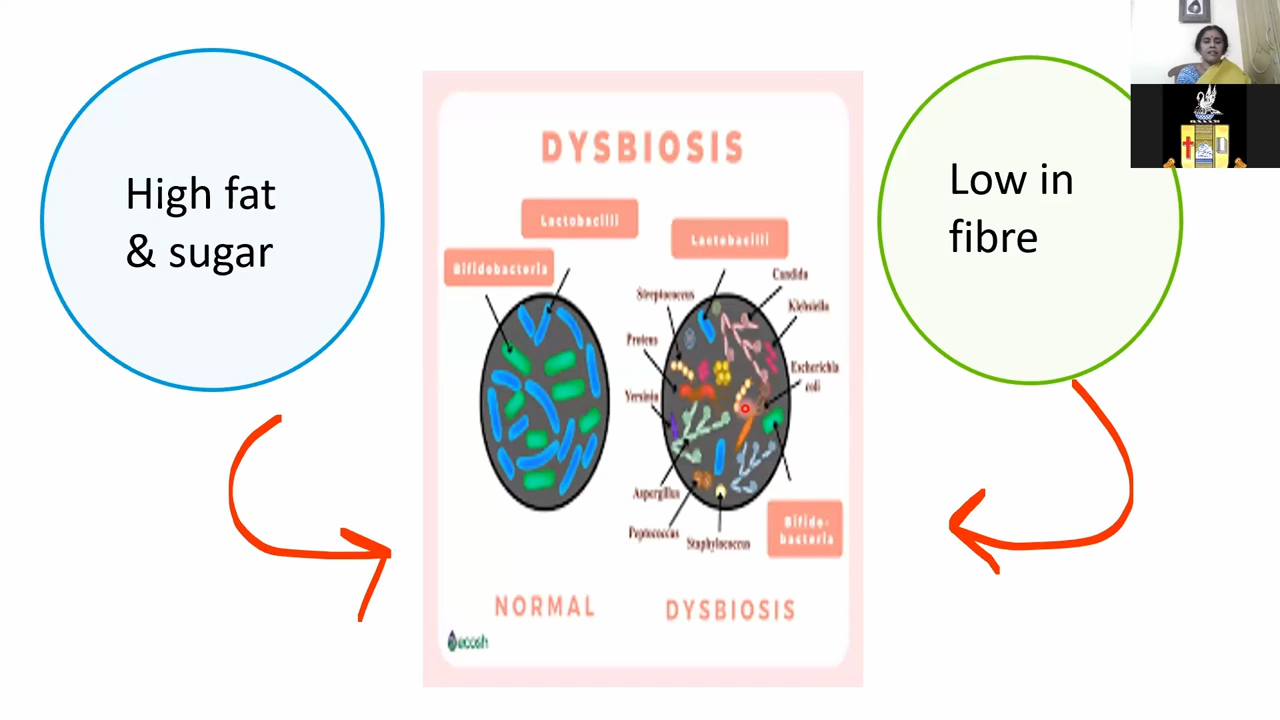 High fat
& sugar
DYSBIOSIS
Lactobacilli
Bifidobacteria
Lactobacilli
Candida
Streptococcus
Klebsiella
Proteus
Escherichia
coli
Yersinia
Aspergillus
Peptococcus
Staphylococcus
Bifido-
bacteria
NORMAL
DYSBIOSIS
ecosh
Low in
fibre